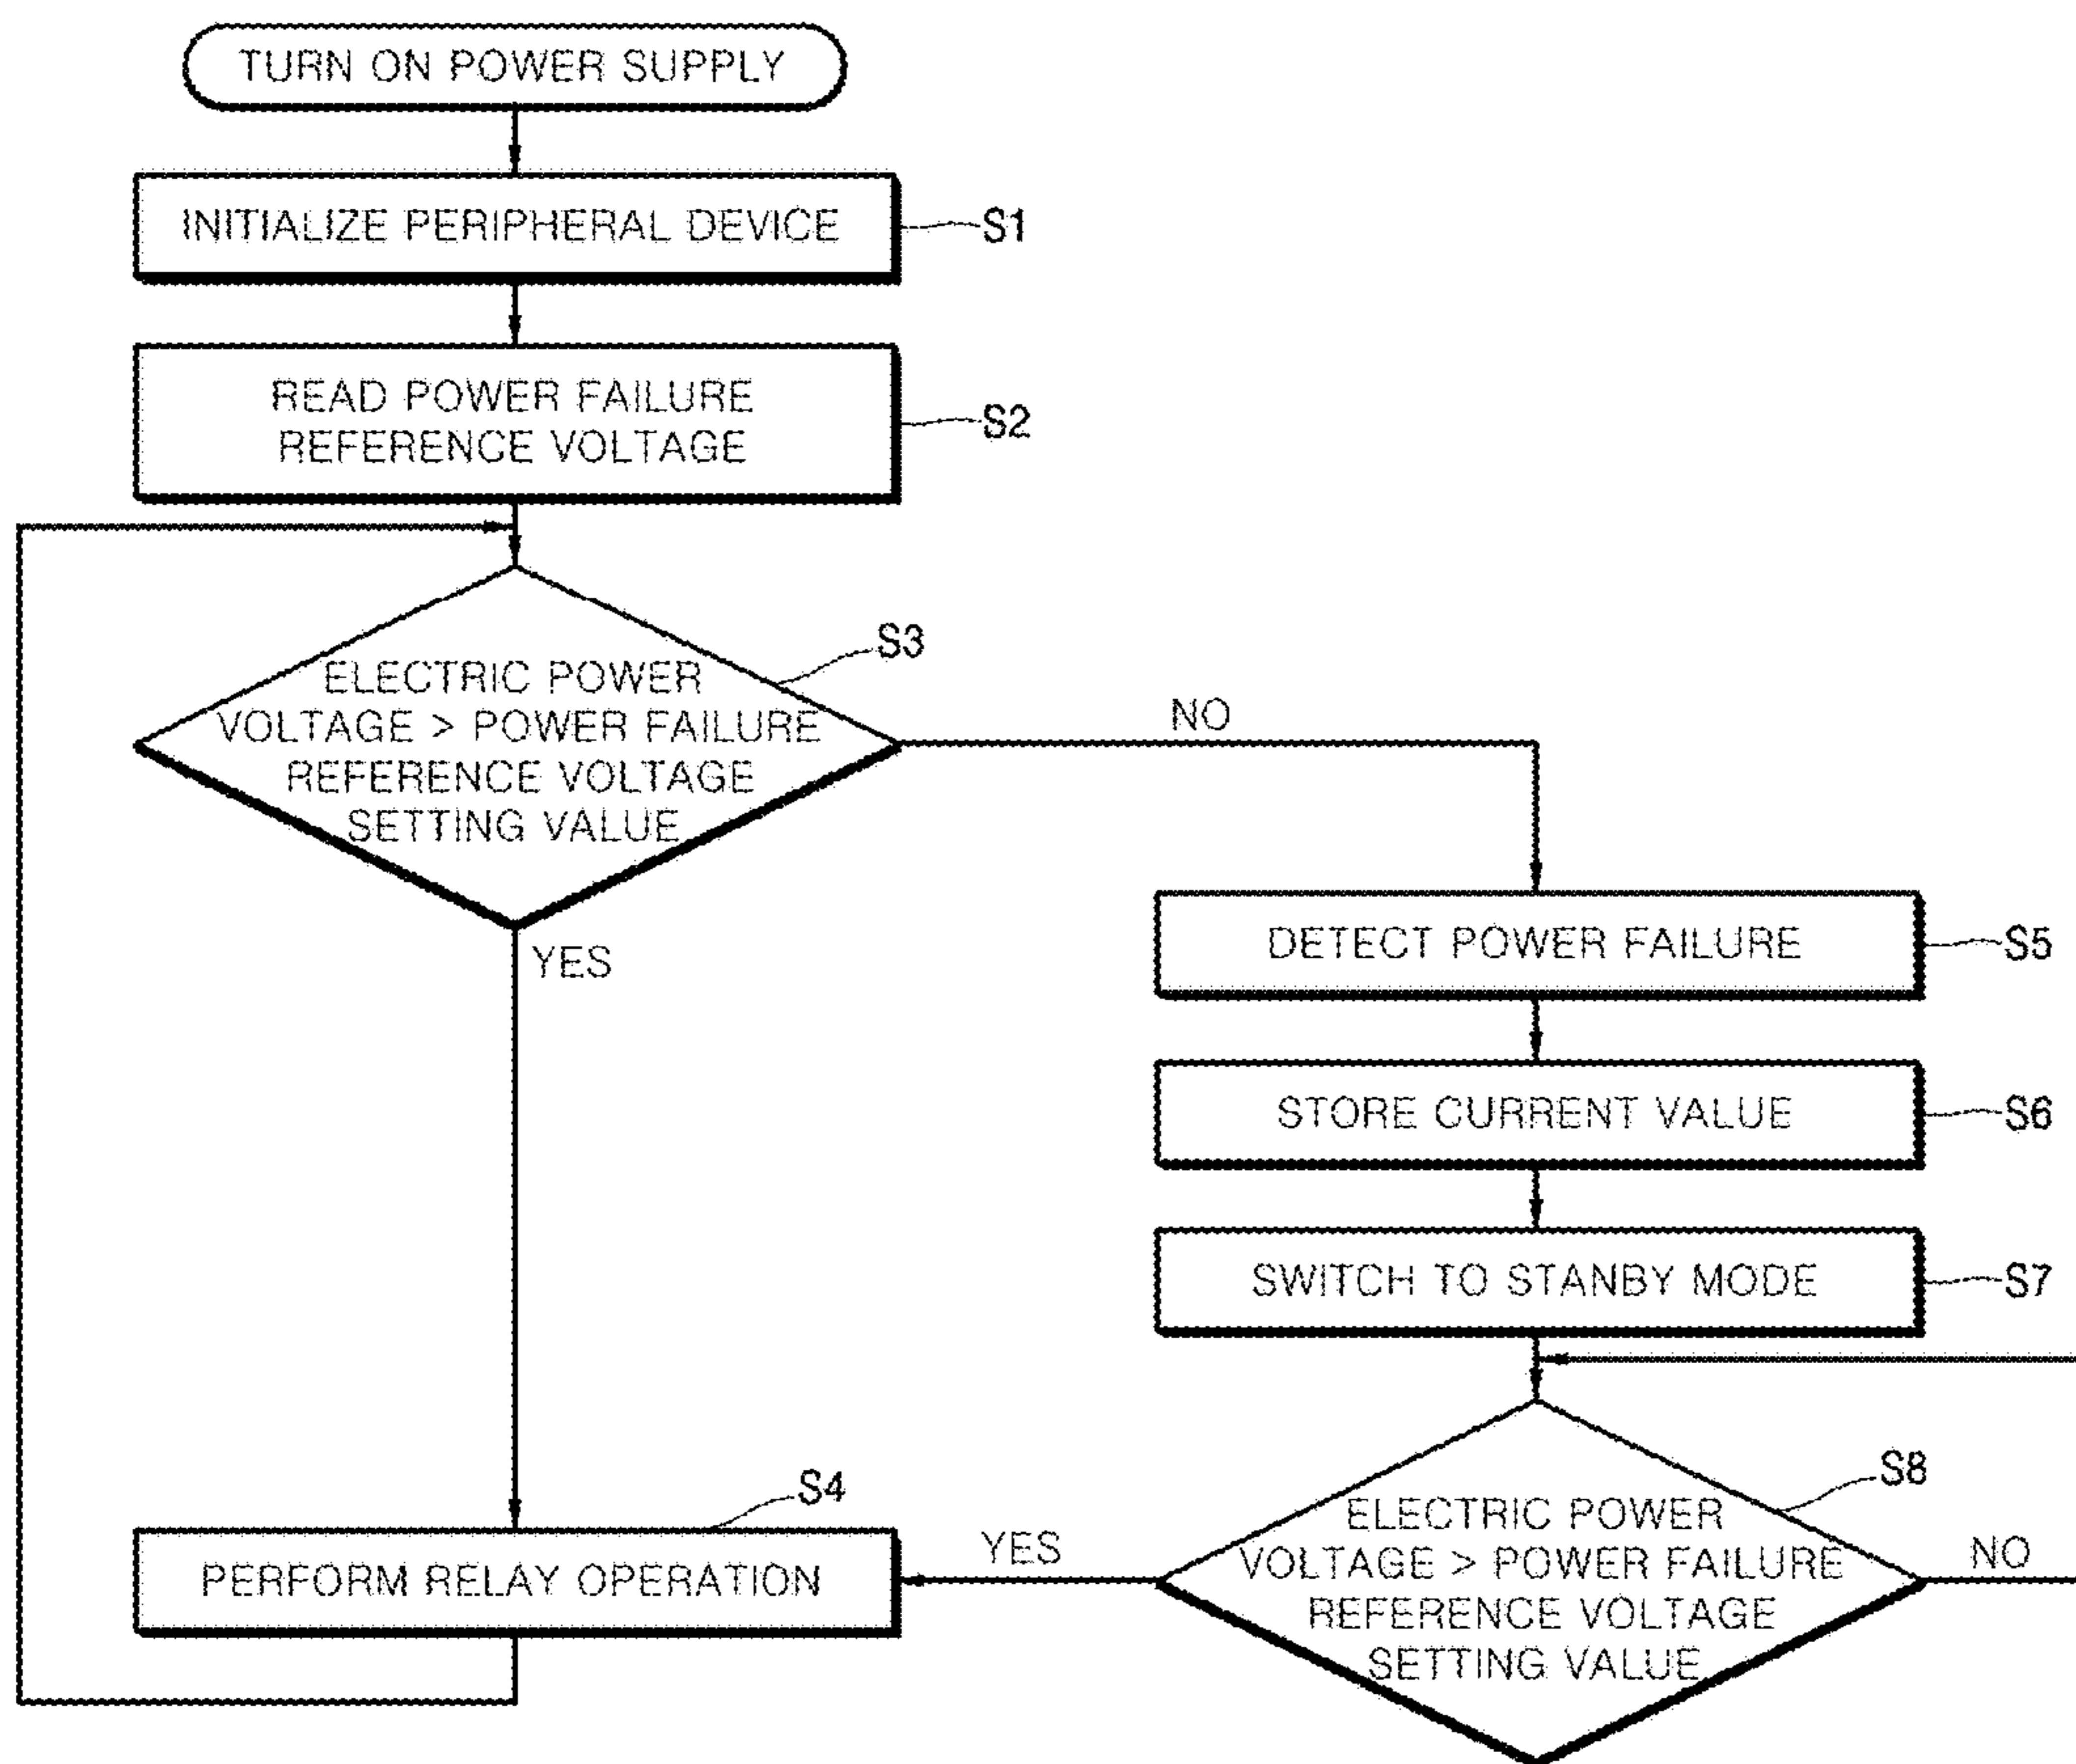 TURN ON POWER SUPPLY
INITIALIZE PERIPHERAL DEVICE
S1
READ POWER FAILURE
REFERENCE VOLTAGE
S2
S3
ELECTRIC POWER
VOLTAGE > POWER FAILURE
REFERENCE VOLTAGE
SETTING VALUE
NO
YES
DETECT POWER FAILURE
S5
STORE CURRENT VALUE
S6
SWITCH TO STANBY MODE
S7
S4
PERFORM RELAY OPERATION
YES
S8
ELECTRIC POWER
VOLTAGE > POWER FAILURE
REFERENCE VOLTAGE
SETTING VALUE
NO